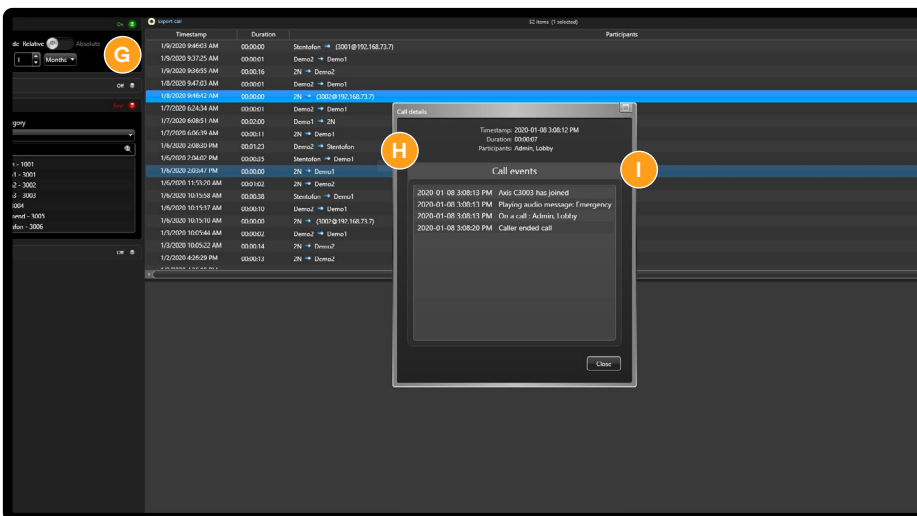 On
export call
52 items (1 selected)
Timestamp Duration Participants
de Relative Absolute
1 Months
G
Off
Error
gory
- 1001
1 - 3001
2 - 3002
3 - 3003
3004
nend - 3005
ofon - 3006
Off
1/9/2020 9:46:03 AM 00:00:00 Stentofon → (3001@192.168.73.7)
1/9/2020 9:37:25 AM 00:00:01 Demo2 → Demo1
1/9/2020 9:36:55 AM 00:00:16 2N → Demo2
1/8/2020 9:47:03 AM 00:00:01 Demo2 → Demo1
1/8/2020 9:46:42 AM 00:00:00 2N → (3002@192.168.73.7)
1/7/2020 6:24:34 AM 00:00:01 Demo2 → Demo1
1/7/2020 6:08:51 AM 00:02:00 Demo1 → 2N
1/7/2020 6:06:39 AM 00:00:11 2N → Demo1
1/6/2020 2:08:30 PM 00:01:23 Demo2 → Stentofon
1/6/2020 2:04:02 PM 00:00:35 Stentofon → Demo1
1/6/2020 2:03:47 PM 00:00:00 2N → Demo1
1/6/2020 11:53:20 AM 00:01:02 2N → Demo2
1/6/2020 10:15:58 AM 00:00:38 Stentofon → Demo1
1/6/2020 10:15:37 AM 00:00:10 Demo2 → Demo1
1/6/2020 10:15:10 AM 00:00:00 2N → (3002@192.168.73.7)
1/3/2020 10:05:44 AM 00:00:02 Demo2 → Demo1
1/3/2020 10:05:22 AM 00:00:14 2N → Demo2
1/2/2020 4:26:29 PM 00:00:13 2N → Demo2
Call details
H
Timestamp: 2020-01-08 3:08:12 PM
Duration: 00:00:07
Participants: Admin, Lobby
Call events
I
2020-01-08 3:08:13 PM Axis C3003 has joined
2020-01-08 3:08:13 PM Playing audio message: Emergency
2020-01-08 3:08:13 PM On a call : Admin, Lobby
2020-01-08 3:08:20 PM Caller ended call
Close